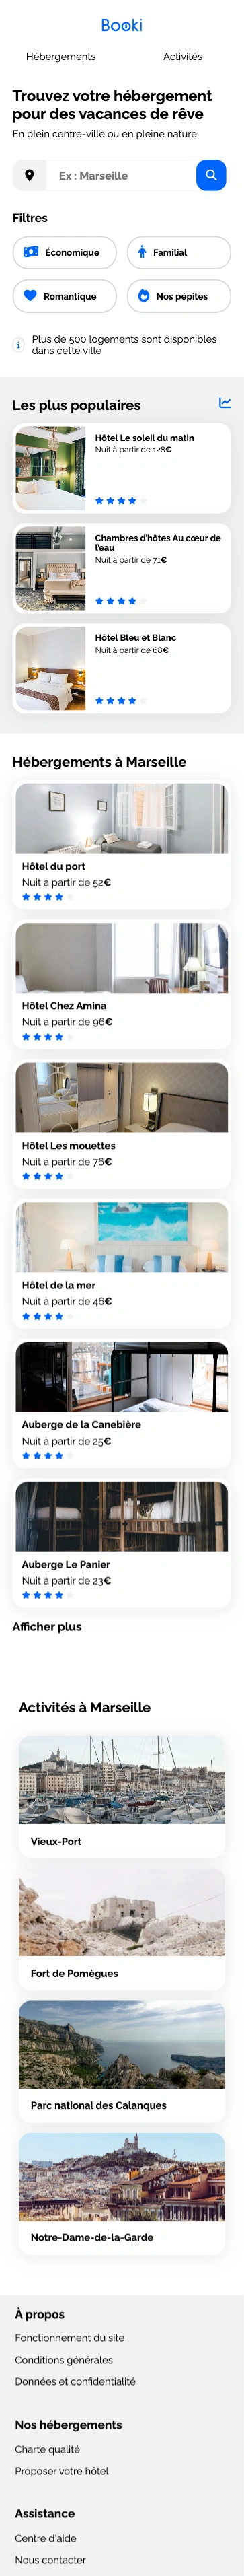 Booki
Hébergements
Activités
Trouvez votre hébergement
pour des vacances de rêve
En plein centre-ville ou en pleine nature
Ex : Marseille
Filtres
Économique
Familial
Romantique
Nos pépites
Plus de 500 logements sont disponibles
dans cette ville
Les plus populaires
Hôtel Le soleil du matin
Nuit à partir de 128€
Chambres d'hôtes Au cœur de
l'eau
Nuit à partir de 71€
Hôtel Bleu et Blanc
Nuit à partir de 68€
Hébergements à Marseille
Hôtel du port
Nuit à partir de 52€
Hôtel Chez Amina
Nuit à partir de 96€
Hôtel Les mouettes
Nuit à partir de 76€
Hôtel de la mer
Nuit à partir de 46€
Auberge de la Canebière
Nuit à partir de 25€
Auberge Le Panier
Nuit à partir de 23€
Afficher plus
Activités à Marseille
Vieux-Port
Fort de Pomègues
Parc national des Calanques
Notre-Dame-de-la-Garde
À propos
Fonctionnement du site
Conditions générales
Données et confidentialité
Nos hébergements
Charte qualité
Proposer votre hôtel
Assistance
Centre d'aide
Nous contacter